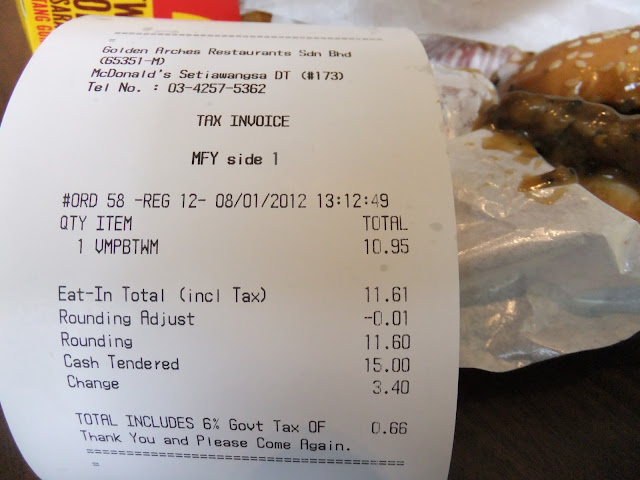 Golden Arches Restaurants Sdn Bhd
(65351-M)
McDonald's Setiawangsa DT (#173)
Tel No. : 03-4257-5362
TAX INVOICE
MFY side 1
#ORD 58 -REG 12- 08/01/2012 13:12:49
QTY ITEM TOTAL
1 VMPBTWM 10.95
Eat-In Total (incl Tax) 11.61
Rounding Adjust -0.01
Rounding 11.60
Cash Tendered 15.00
Change 3.40
TOTAL INCLUDES 6% Govt Tax OF 0.66
Thank You and Please Come Again.